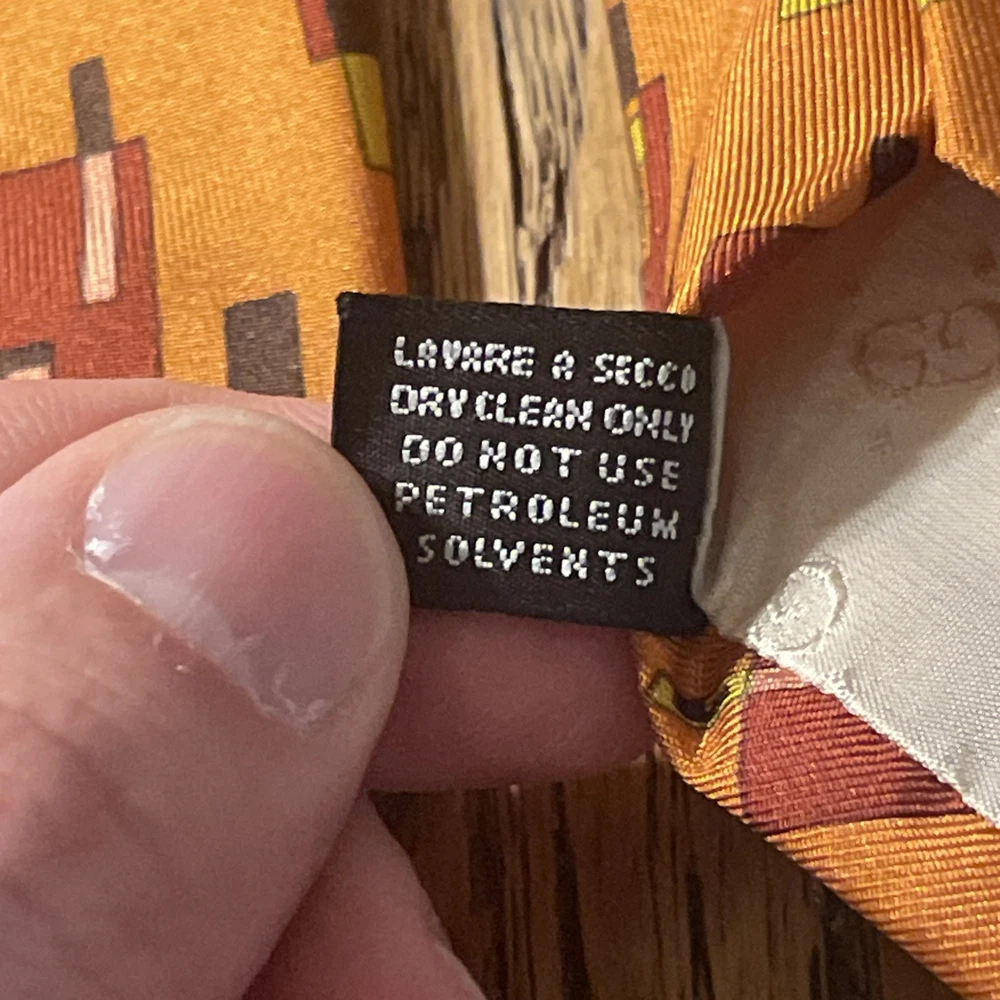 LAVARE A SECCO
DRY CLEAN ONLY
DO NOT USE
PETROLEUM
SOLVENTS